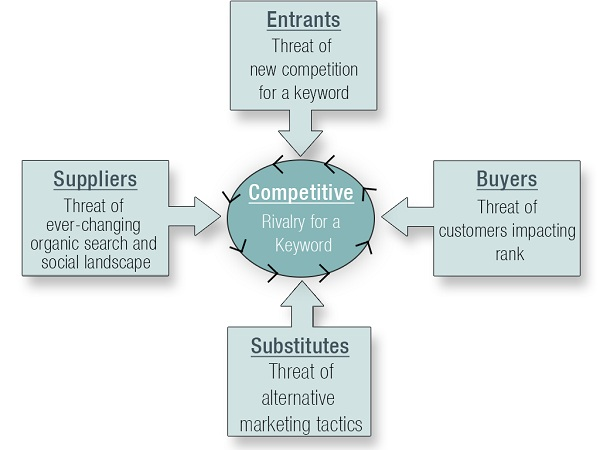 Entrants
Threat of
new competition
for a keyword
Suppliers
Threat of
ever-changing
organic search and
social landscape
Competitive
Rivalry for a
Keyword
Buyers
Threat of
customers impacting
rank
Substitutes
Threat of
alternative
marketing tactics